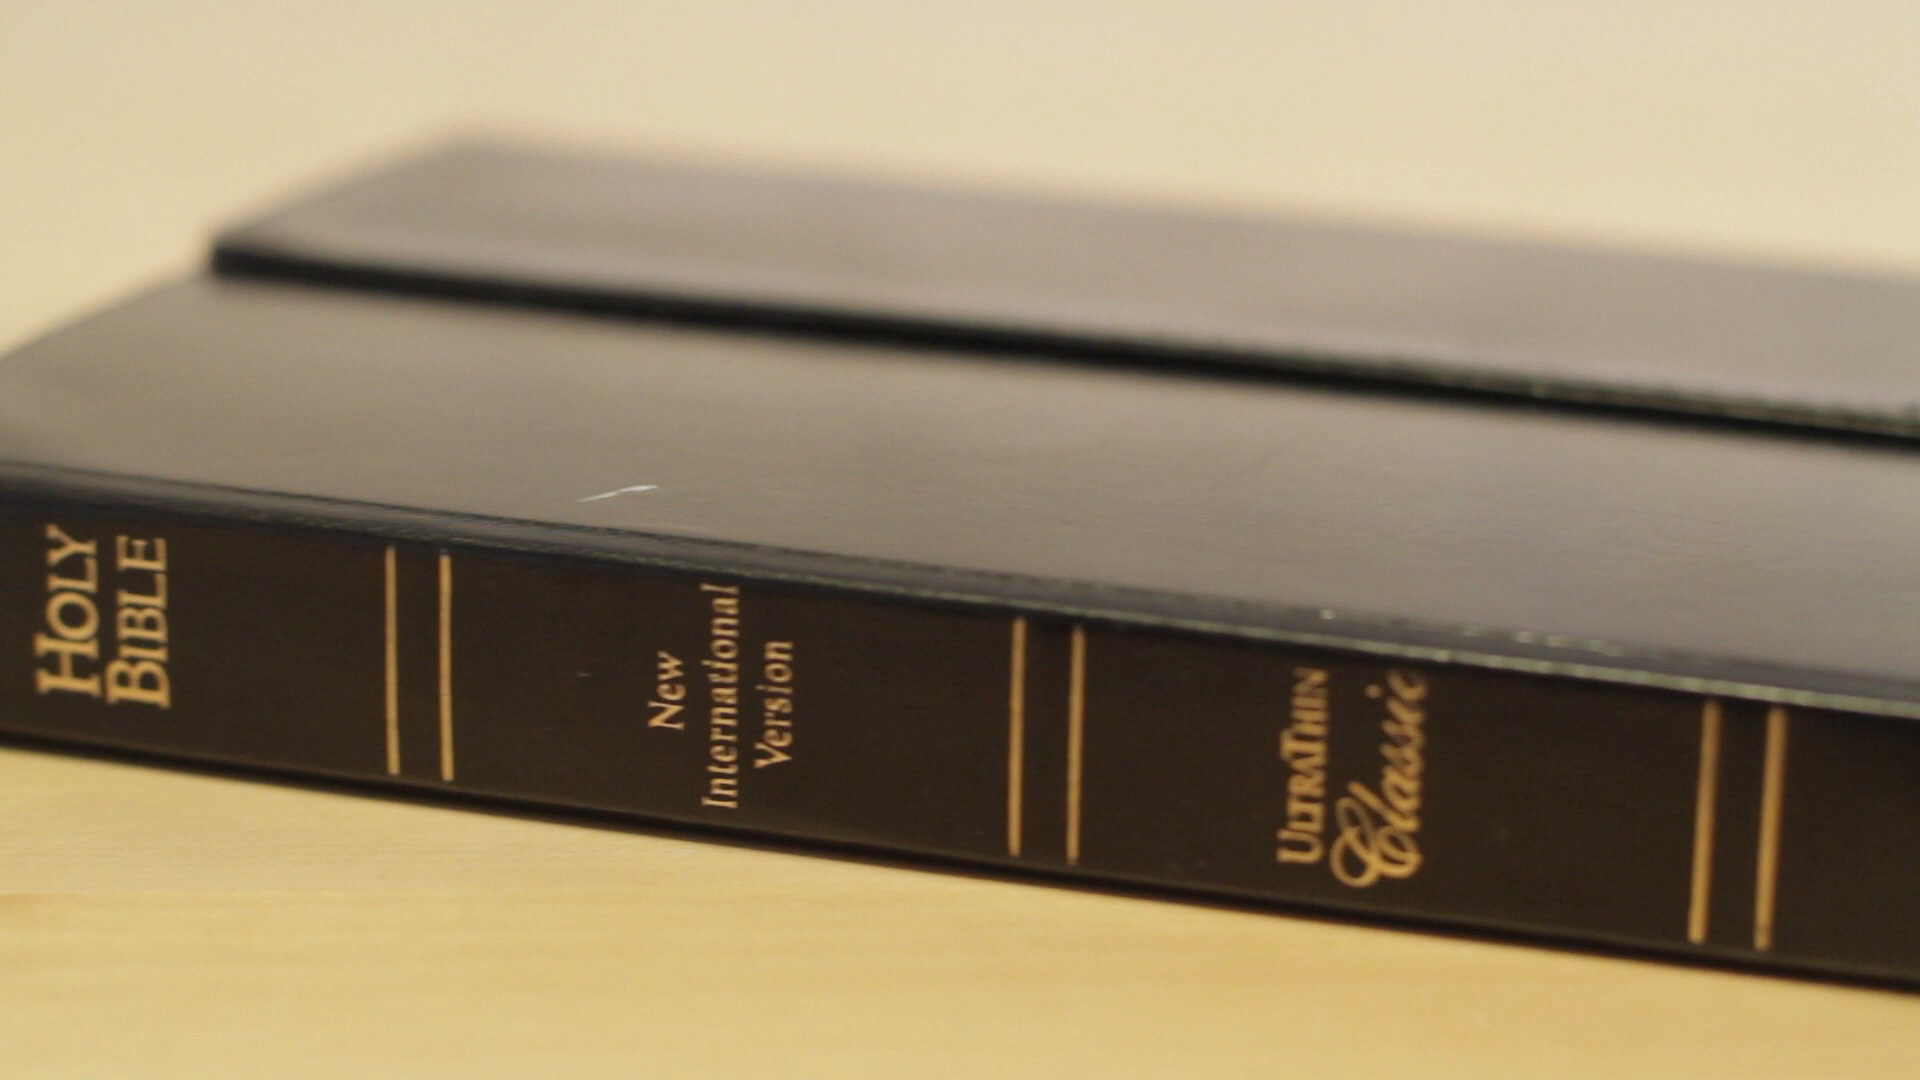 HOLY
BIBLE
New
International
Version
ULTRATHIN
Classic